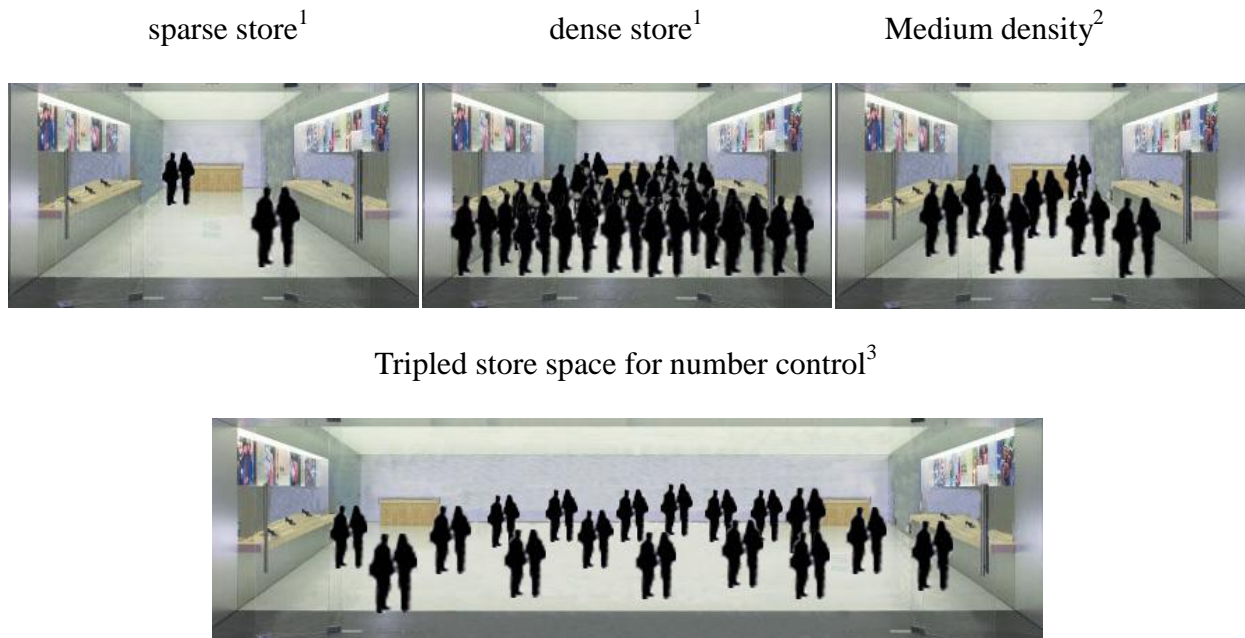 sparse store¹
dense store¹
Medium density²
Tripled store space for number control³